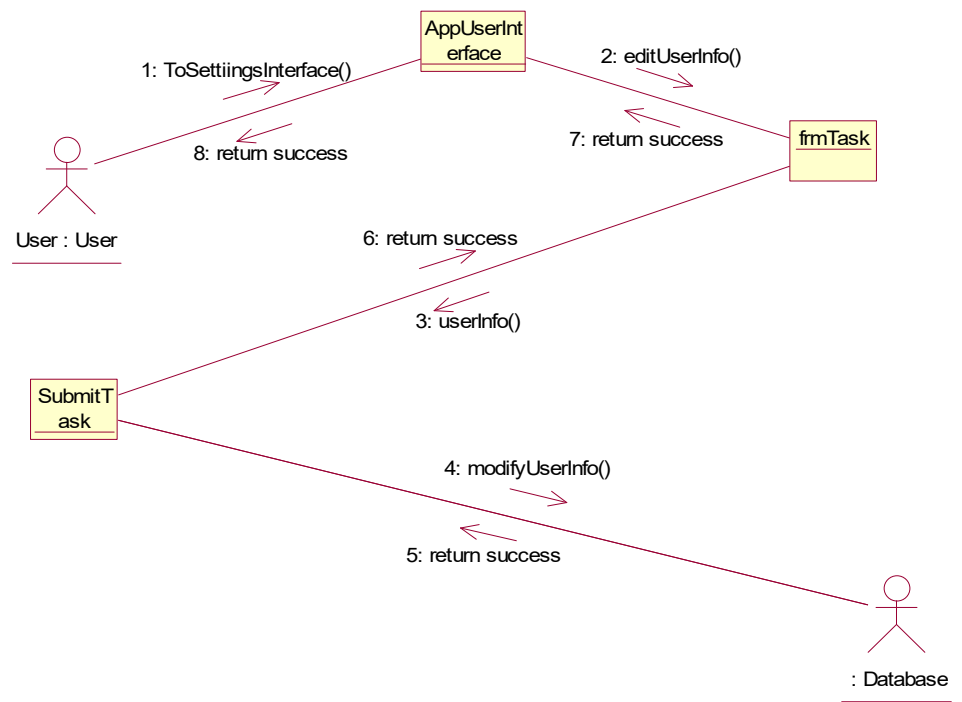 AppUserInt
erface
1: ToSettiingsInterface()
2: editUserInfo()
8: return success
7: return success
frmTask
User : User
6: return success
3: userInfo()
SubmitT
ask
4: modifyUserInfo()
5: return success
: Database